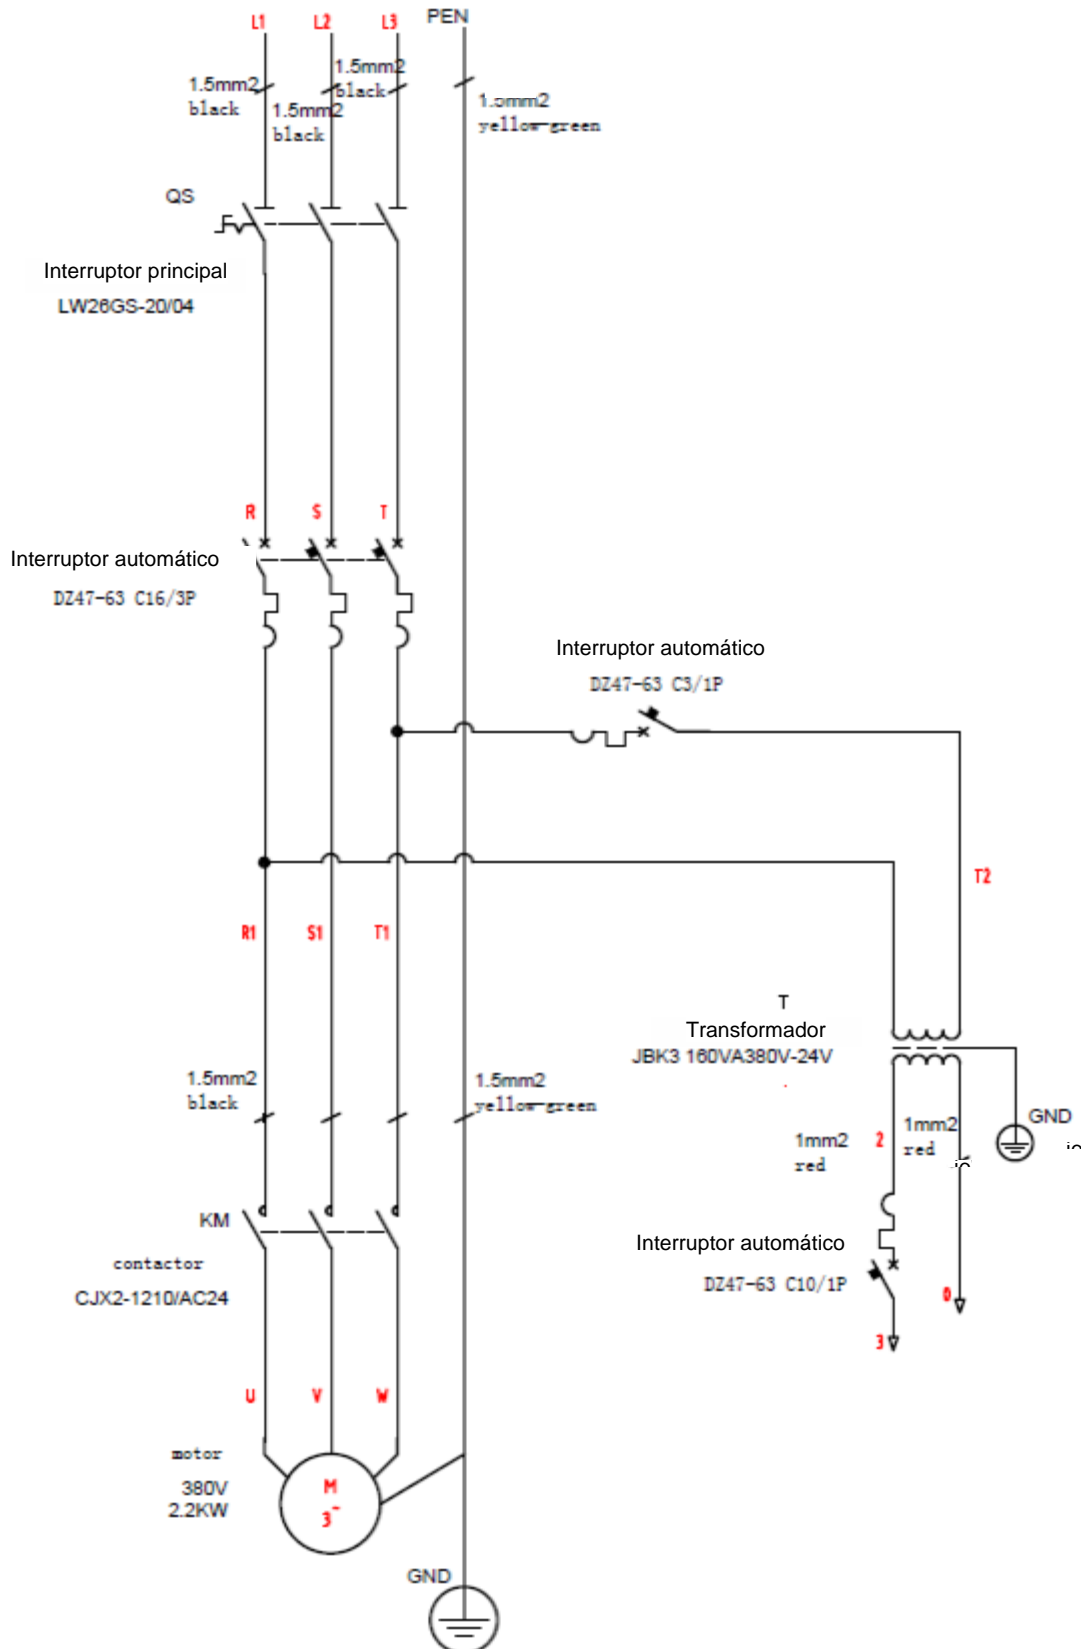 L1
L2
L3
PEN
1.5mm2
black
1.5mm2
black
1.5mm2
black
1.5mm2
yellow-green
QS
Interruptor principal
LW26GS-20/04
R
S
T
Interruptor automático
DZ47-63 C16/3P
Interruptor automático
DZ47-63 C3/1P
T2
R1
S1
T1
T
Transformador
JBK3 160VA380V-24V
1.5mm2
black
1.5mm2
yellow-green
1mm2
red
2
1mm2
red
GND
KM
contactor
CJX2-1210/AC24
Interruptor automático
DZ47-63 C10/1P
0
3
U
V
W
motor
380V
2.2KW
M
3~
GND